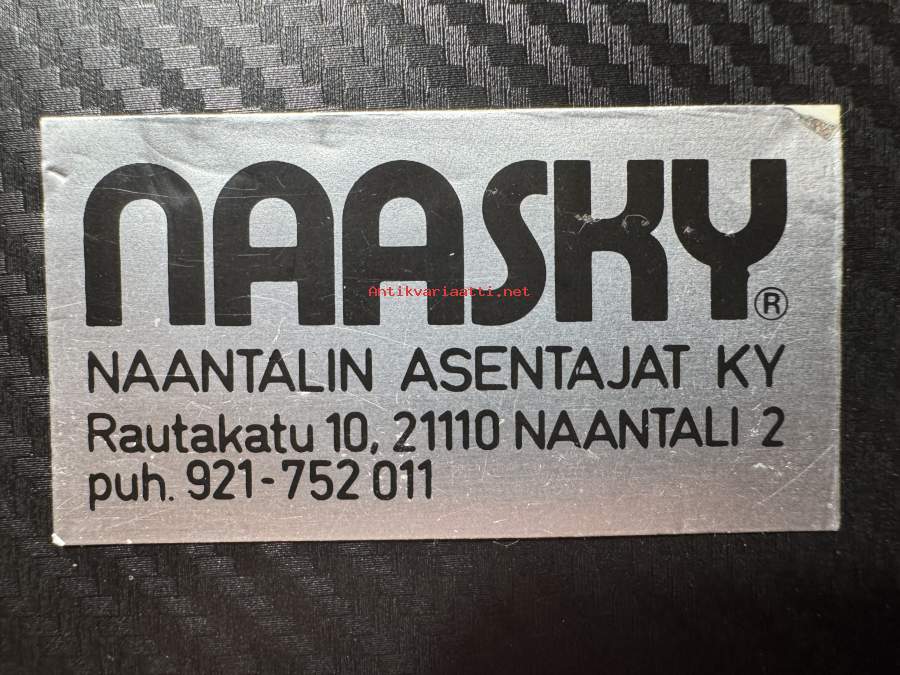 NAASKY®
Antikvariaatti.net
NAANTALIN ASENTAJAT KY
Rautakatu 10, 21110 NAANTALI 2
puh. 921-752 011